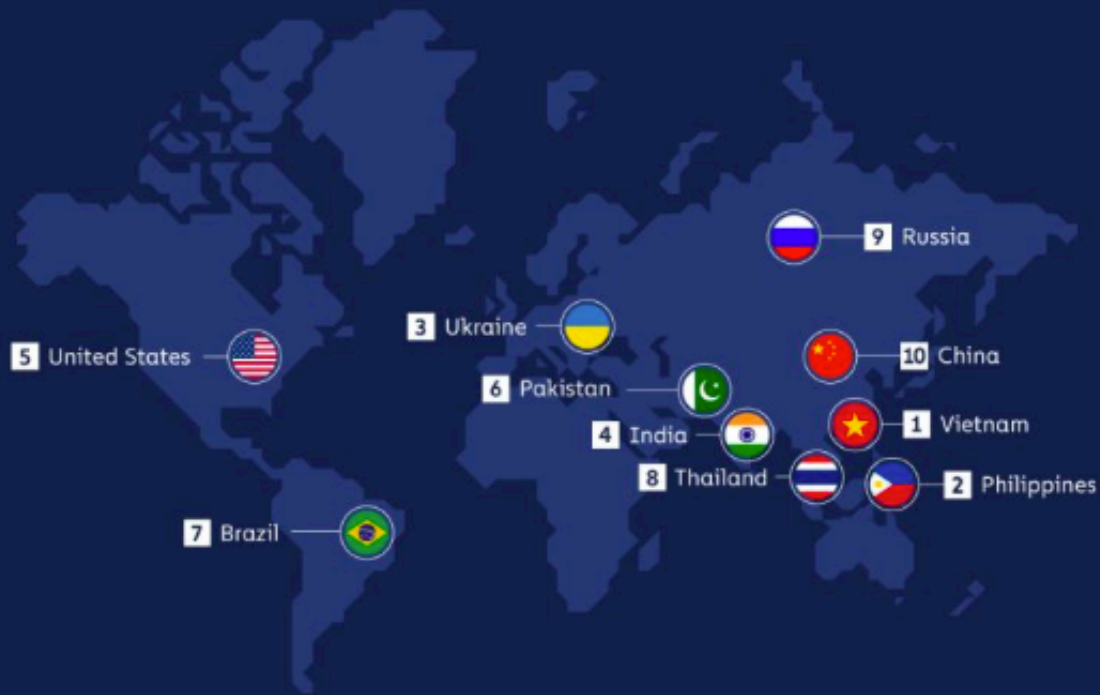 9 Russia
3 Ukraine
5 United States
10 China
6 Pakistan
1 Vietnam
4 India
8 Thailand
2 Philippines
7 Brazil